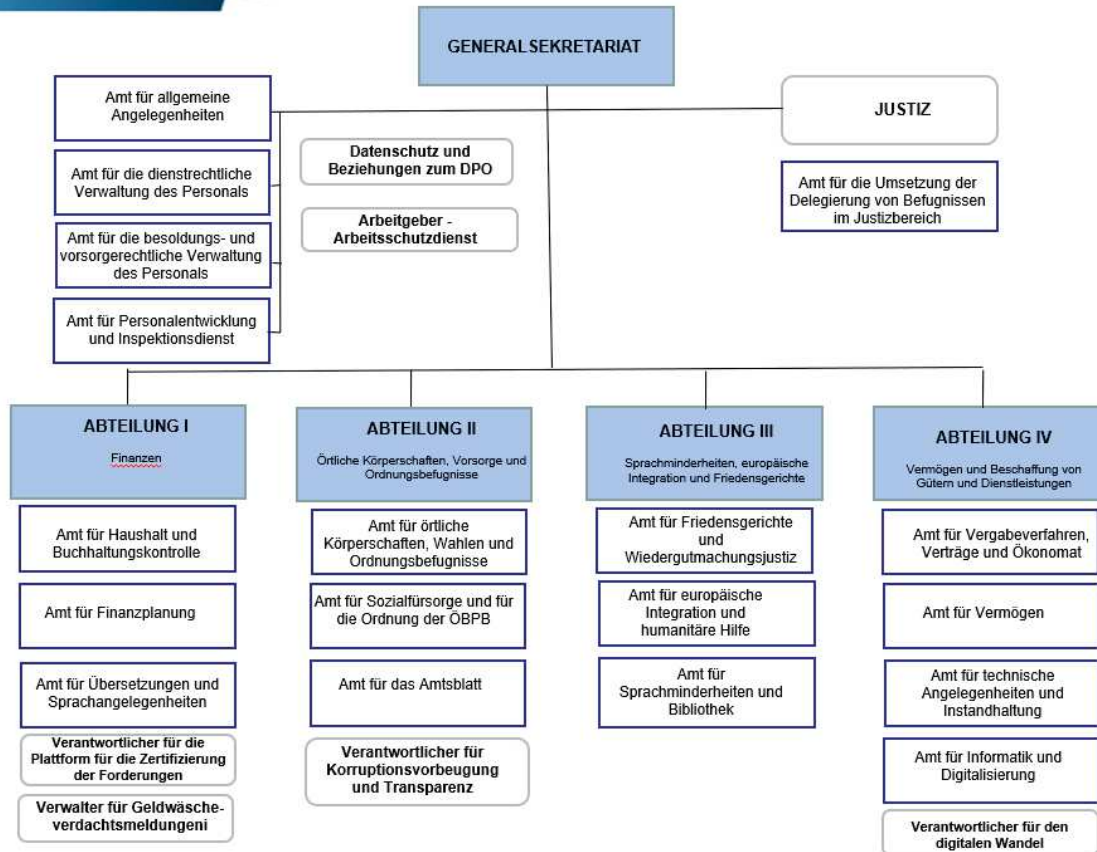 GENERALSEKRETARIAT
Amt für allgemeine
Angelegenheiten
Amt für die dienstrechtliche
Verwaltung des Personals
Amt für die besoldungs- und
vorsorgerechtliche Verwaltung
des Personals
Amt für Personalentwicklung
und Inspektionsdienst
Datenschutz und
Beziehungen zum DPO
Arbeitgeber -
Arbeitsschutzdienst
JUSTIZ
Amt für die Umsetzung der
Delegierung von Befugnissen
im Justizbereich
ABTEILUNG I
Finanzen
Amt für Haushalt und
Buchhaltungskontrolle
Amt für Finanzplanung
Amt für Übersetzungen und
Sprachangelegenheiten
Verantwortlicher für die
Plattform für die Zertifizierung
der Forderungen
Verwalter für Geldwäsche-
verdachtsmeldungeni
ABTEILUNG II
Örtliche Körperschaften, Vorsorge und
Ordnungsbefugnisse
Amt für örtliche
Körperschaften, Wahlen und
Ordnungsbefugnisse
Amt für Sozialfürsorge und für
die Ordnung der ÖBPB
Amt für das Amtsblatt
Verantwortlicher für
Korruptionsvorbeugung
und Transparenz
ABTEILUNG III
Sprachminderheiten, europäische
Integration und Friedensgerichte
Amt für Friedensgerichte
und
Wiedergutmachungsjustiz
Amt für europäische
Integration und
humanitäre Hilfe
Amt für
Sprachminderheiten und
Bibliothek
ABTEILUNG IV
Vermögen und Beschaffung von
Gütern und Dienstleistungen
Amt für Vergabeverfahren,
Verträge und Ökonomat
Amt für Vermögen
Amt für technische
Angelegenheiten und
Instandhaltung
Amt für Informatik und
Digitalisierung
Verantwortlicher für den
digitalen Wandel